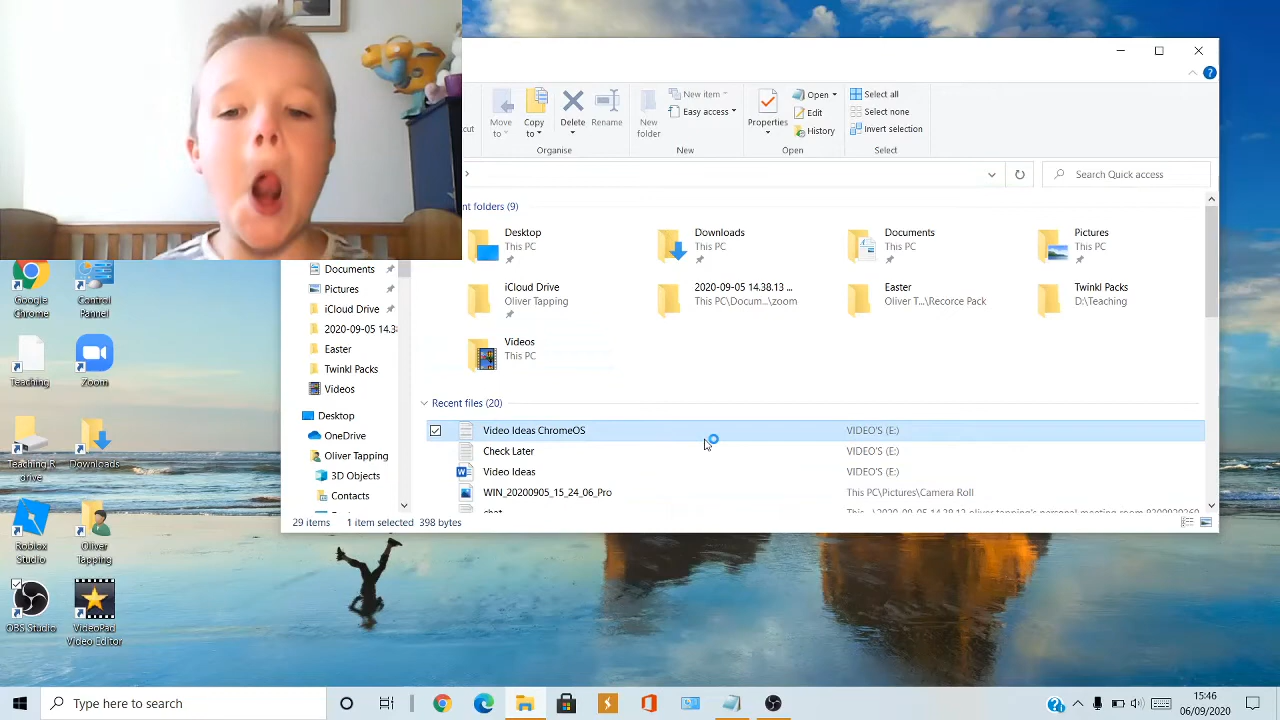 cut
Move
to
Copy
to
Delete
Rename
Organise
New
folder
New item
Easy access
New
Properties
Open
Edit
History
Open
Select all
Select none
Invert selection
Select
Search Quick access
nt folders (9)
Desktop
This PC
Downloads
This PC
Documents
This PC
Pictures
This PC
iCloud Drive
Oliver Tapping
2020-09-05 14.38.13 ...
This PC\Docum...\zoom
Easter
Oliver T...\Recorce Pack
Twinkl Packs
D:\Teaching
Videos
This PC
Recent files (20)
Video Ideas ChromeOS VIDEO'S (E:)
Check Later VIDEO'S (E:)
Video Ideas VIDEO'S (E:)
WIN_20200905_15_24_06_Pro This PC\Pictures\Camera Roll
29 items 1 item selected 398 bytes
Documents
Pictures
iCloud Drive
2020-09-05 14.38
Easter
Twinkl Packs
Videos
Desktop
OneDrive
Oliver Tapping
3D Objects
Contacts
Google
Chrome
Control
Pannel
Teaching
Zoom
Teaching R
drive
Downloads
Roblox
Studio
Oliver
Tapping
OBS Studio
Videopad
Video Editor
Type here to search
15:46
06/09/2020